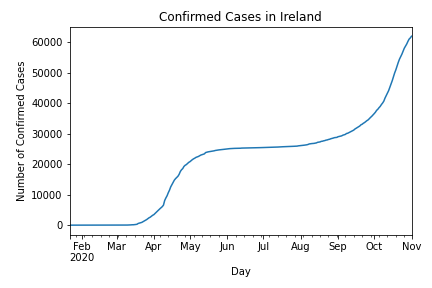 Confirmed Cases in Ireland
Number of Confirmed Cases
60000
50000
40000
30000
20000
10000
0
Feb Mar Apr May Jun Jul Aug Sep Oct Nov
2020
Day